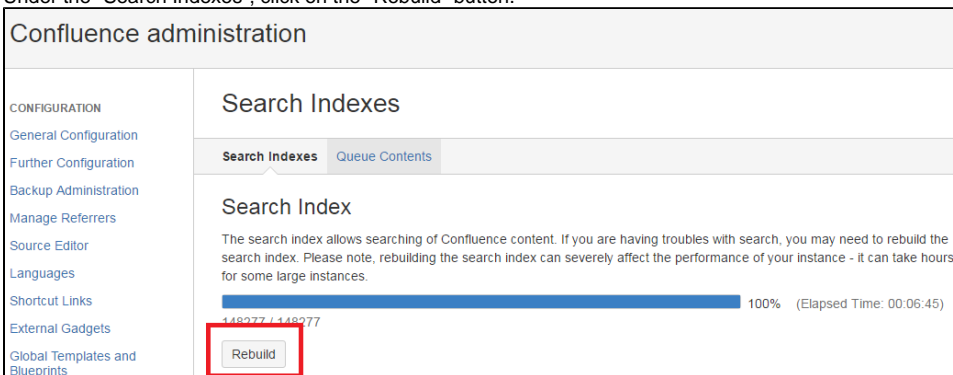 Under the "Search Indexes", click on the "Rebuild" button.
Confluence administration
CONFIGURATION
General Configuration
Further Configuration
Backup Administration
Manage Referrers
Source Editor
Languages
Shortcut Links
External Gadgets
Global Templates and
Blueprints
Search Indexes
Search Indexes Queue Contents
Search Index
The search index allows searching of Confluence content. If you are having troubles with search, you may need to rebuild the
search index. Please note, rebuilding the search index can severely affect the performance of your instance - it can take hours
for some large instances.
100% (Elapsed Time: 00:06:45)
148277 / 148277
Rebuild